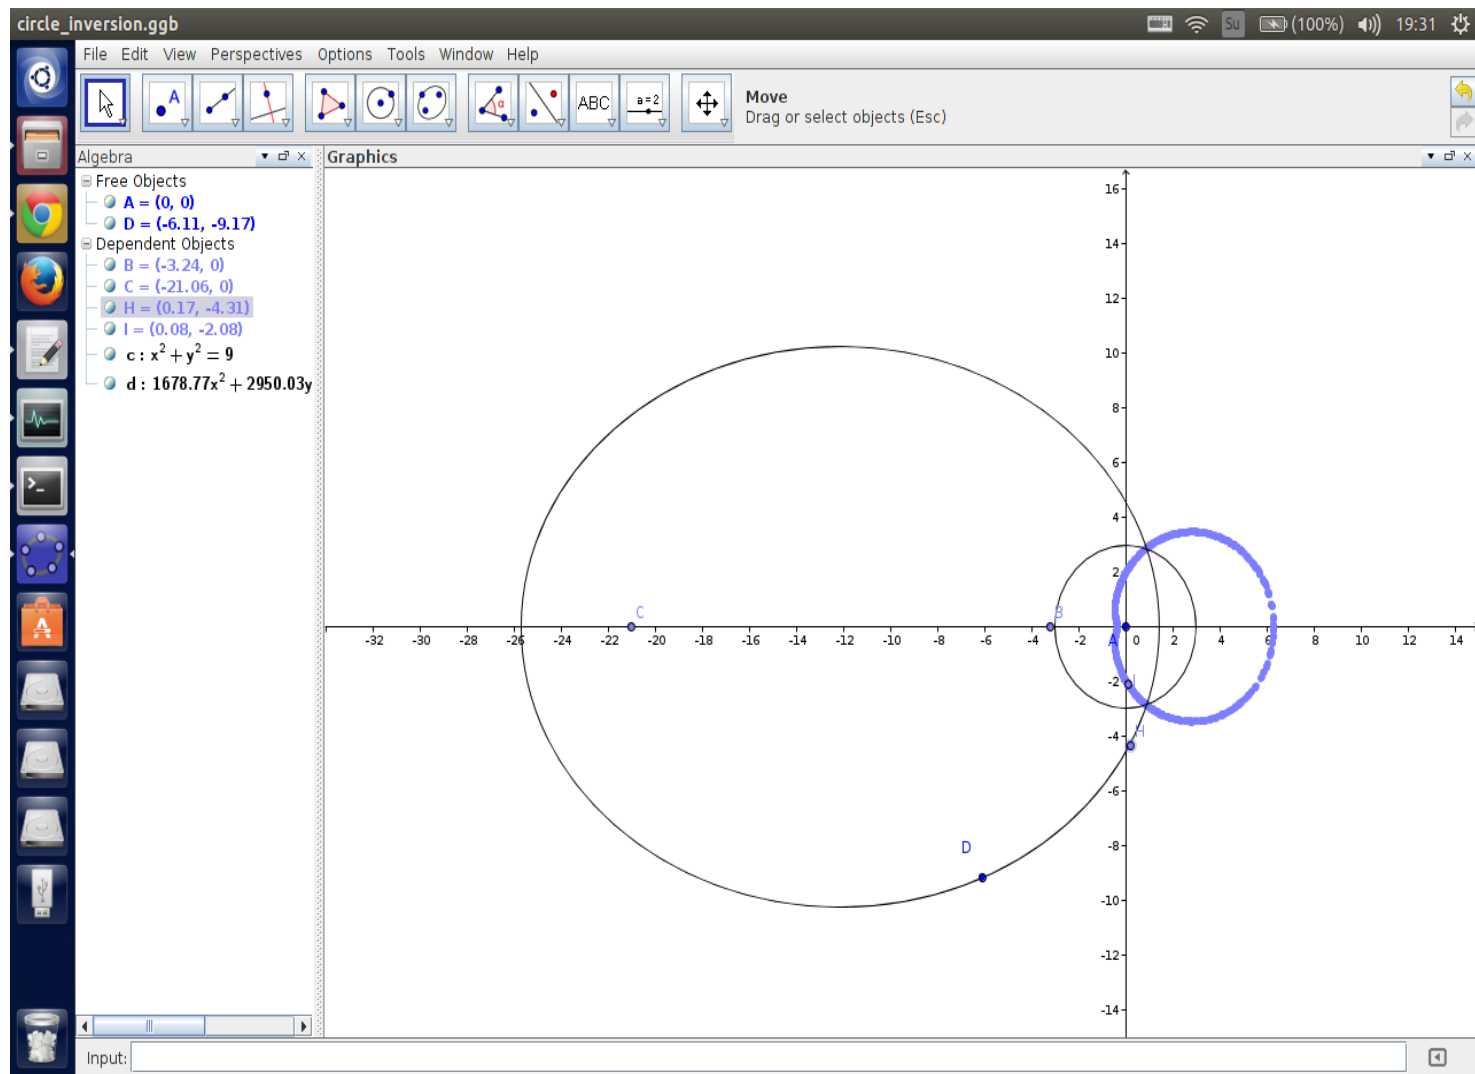 circle_inversion.ggb
Su (100%) 19:31
File Edit View Perspectives Options Tools Window Help
A α ABC a=2
Move
Drag or select objects (Esc)
Algebra
Graphics
Free Objects
A = (0, 0)
D = (-6.11, -9.17)
Dependent Objects
B = (-3.24, 0)
C = (-21.06, 0)
H = (0.17, -4.31)
I = (0.08, -2.08)
c : x² + y² = 9
d : 1678.77x² + 2950.03y
16
14
12
10
8
6
4
2
C
B
A
-32 -30 -28 -26 -24 -22 -20 -18 -16 -14 -12 -10 -8 -6 -4 -2 0 2 4 6 8 10 12 14
-2
I
H
-4
-6
D
-8
-10
-12
-14
Input: